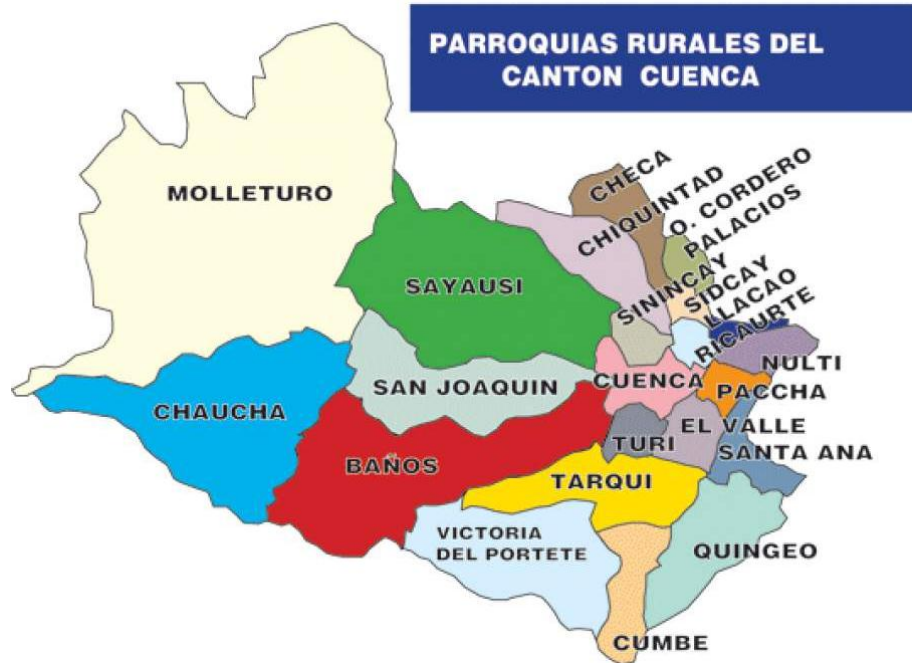 PARROQUIAS RURALES DEL
CANTON CUENCA
MOLLETURO
CHECA
CHIQUINTAD
O. CORDERO
PALACIOS
SAYAUSI
SININCAY
SIDCAY
LLACAO
RICAURTE
NULTI
CHAUCHA
SAN JOAQUIN
CUENCA
PACCHA
BAÑOS
TURI
EL VALLE
SANTA ANA
TARQUI
VICTORIA
DEL PORTETE
QUINGEO
CUMBE